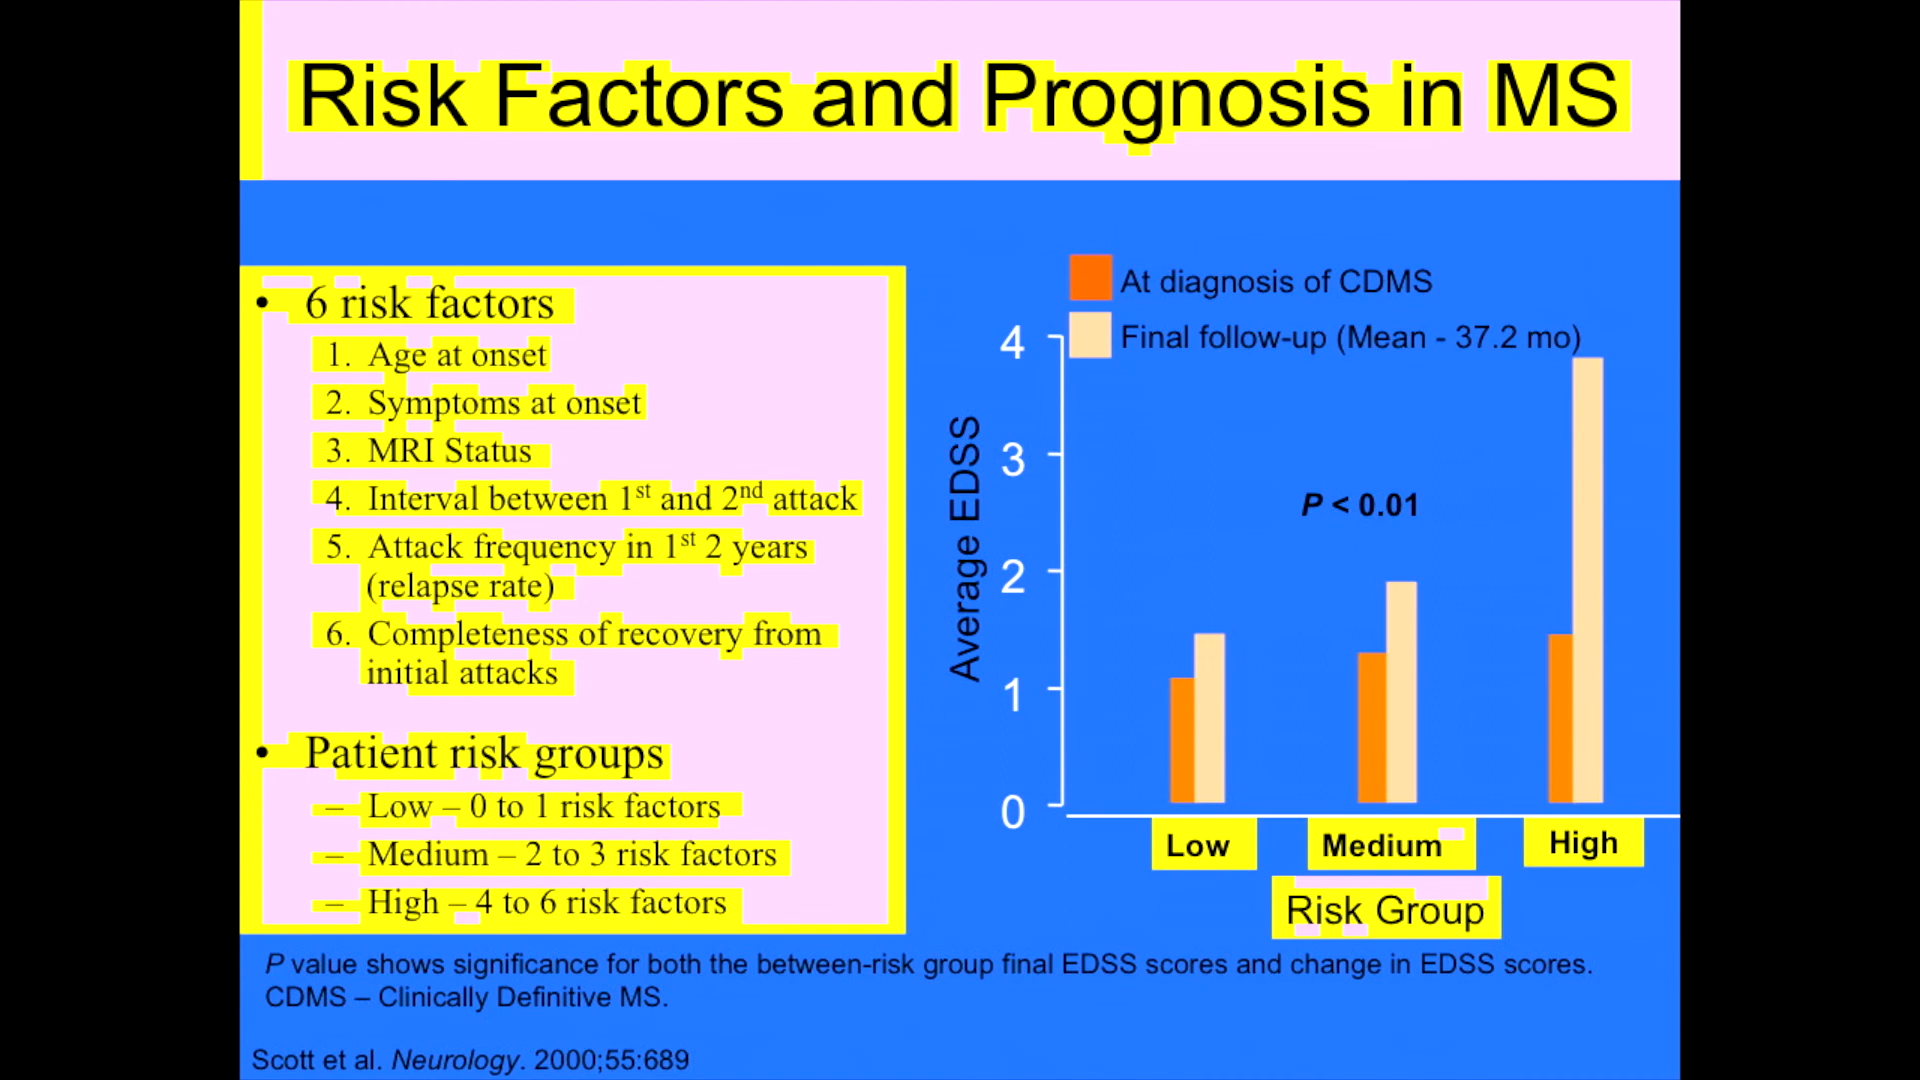 Risk Factors and Prognosis in MS
• 6 risk factors
1. Age at onset
2. Symptoms at onset
3. MRI Status
4. Interval between 1st and 2nd attack
5. Attack frequency in 1st 2 years
(relapse rate)
6. Completeness of recovery from
initial attacks
• Patient risk groups
– Low – 0 to 1 risk factors
– Medium – 2 to 3 risk factors
– High – 4 to 6 risk factors
At diagnosis of CDMS
Final follow-up (Mean - 37.2 mo)
Average EDSS
4
3
2
1
0
P < 0.01
Low Medium High
Risk Group
P value shows significance for both the between-risk group final EDSS scores and change in EDSS scores.
CDMS – Clinically Definitive MS.
Scott et al. Neurology. 2000;55:689